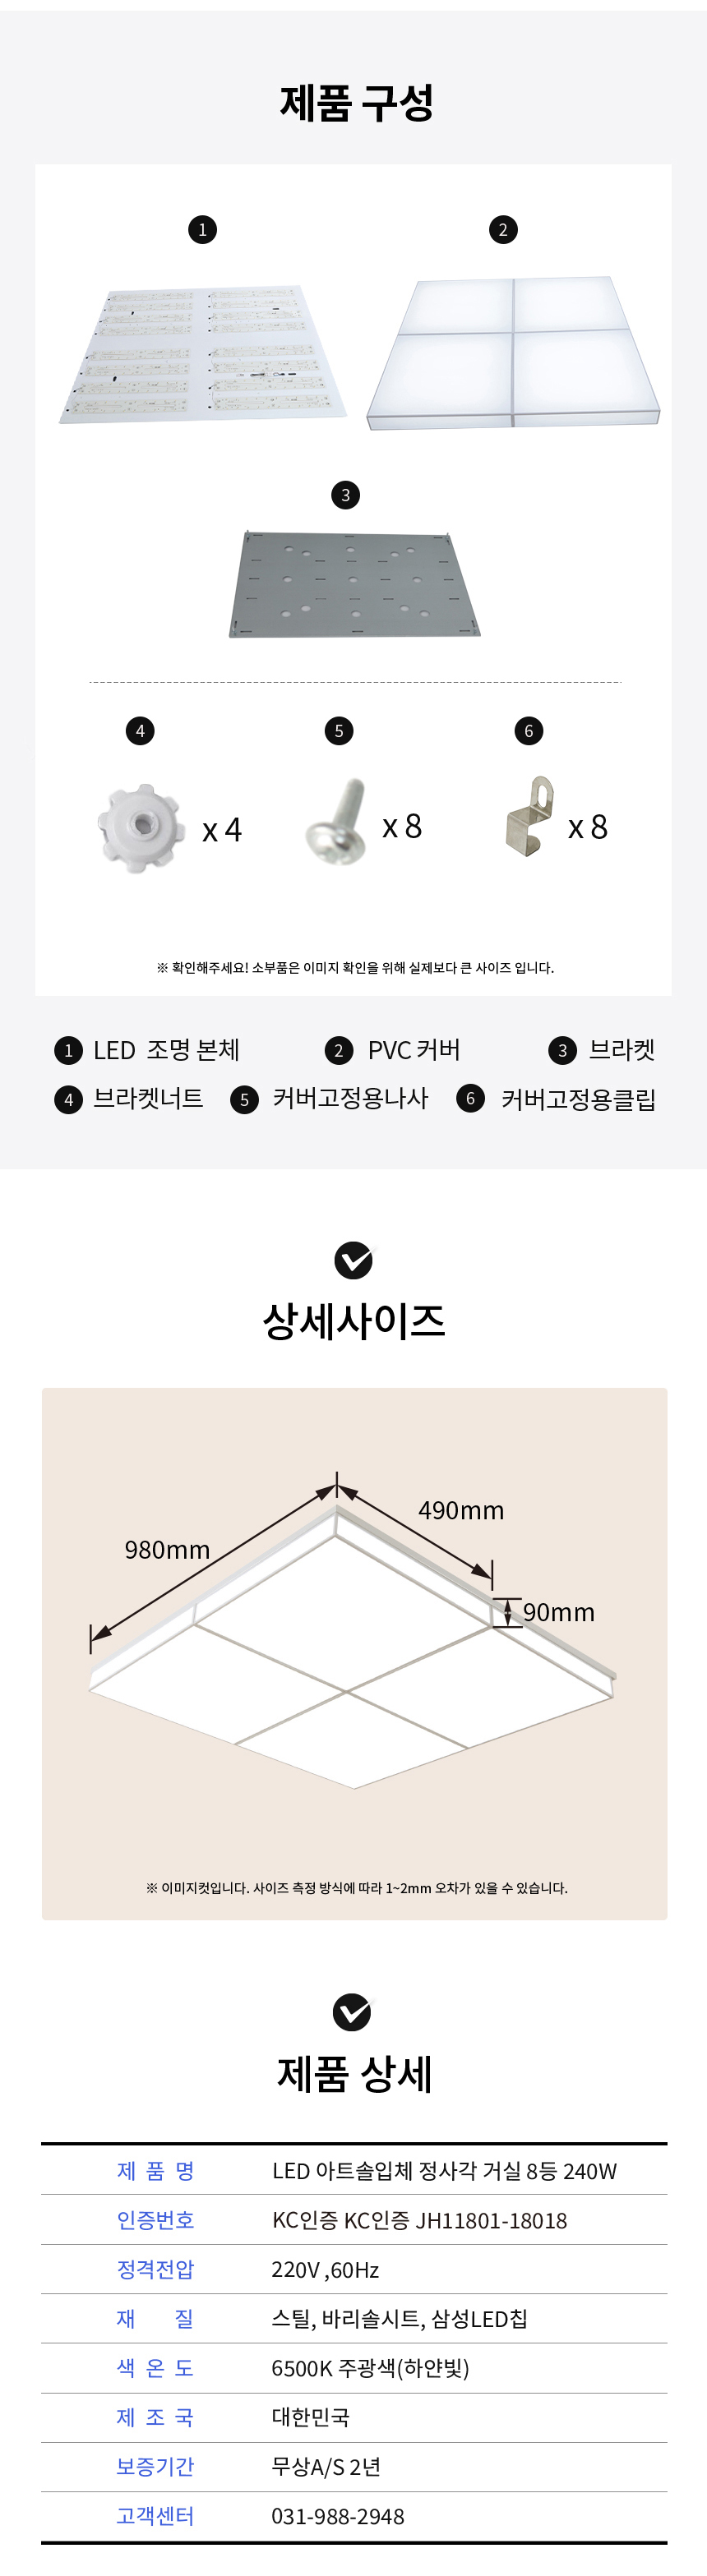 제품 구성
1
2
3
4
5
6
x 4
x 8
x 8
※ 확인해주세요! 소부품은 이미지 확인을 위해 실제보다 큰 사이즈 입니다.
1 LED 조명 본체 2 PVC 커버 3 브라켓
4 브라켓너트 5 커버고정용나사 6 커버고정용클립
상세사이즈
490mm
980mm
90mm
※ 이미지컷입니다. 사이즈 측정 방식에 따라 1~2mm 오차가 있을 수 있습니다.
제품 상세
제 품 명 LED 아트솔입체 정사각 거실 8등 240W
인증번호 KC인증 KC인증 JH11801-18018
정격전압 220V ,60Hz
재 질 스틸, 바리솔시트, 삼성LED칩
색 온 도 6500K 주광색(하얀빛)
제 조 국 대한민국
보증기간 무상A/S 2년
고객센터 031-988-2948